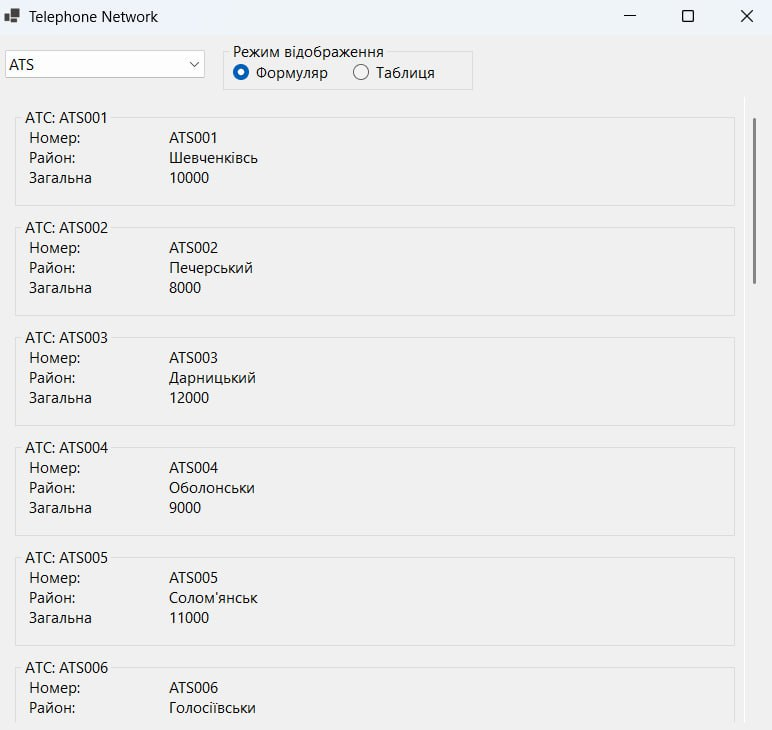 Telephone Network
ATS
Режим відображення
Формуляр Таблиця
АТС: ATS001
Номер: ATS001
Район: Шевченківсь
Загальна 10000
АТС: ATS002
Номер: ATS002
Район: Печерський
Загальна 8000
АТС: ATS003
Номер: ATS003
Район: Дарницький
Загальна 12000
АТС: ATS004
Номер: ATS004
Район: Оболонськи
Загальна 9000
АТС: ATS005
Номер: ATS005
Район: Солом'янськ
Загальна 11000
АТС: ATS006
Номер: ATS006
Район: Голосіївськи